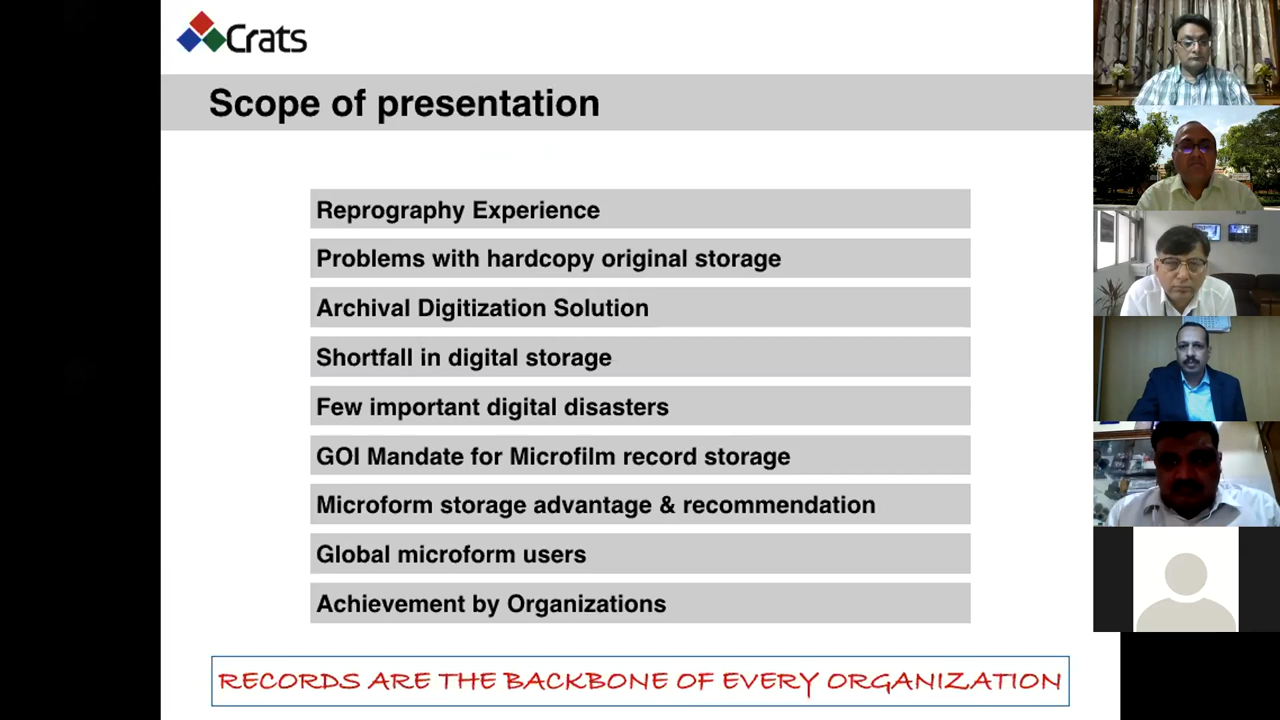 Crats
Scope of presentation
Reprography Experience
Problems with hardcopy original storage
Archival Digitization Solution
Shortfall in digital storage
Few important digital disasters
GOI Mandate for Microfilm record storage
Microform storage advantage & recommendation
Global microform users
Achievement by Organizations
RECORDS ARE THE BACKBONE OF EVERY ORGANIZATION